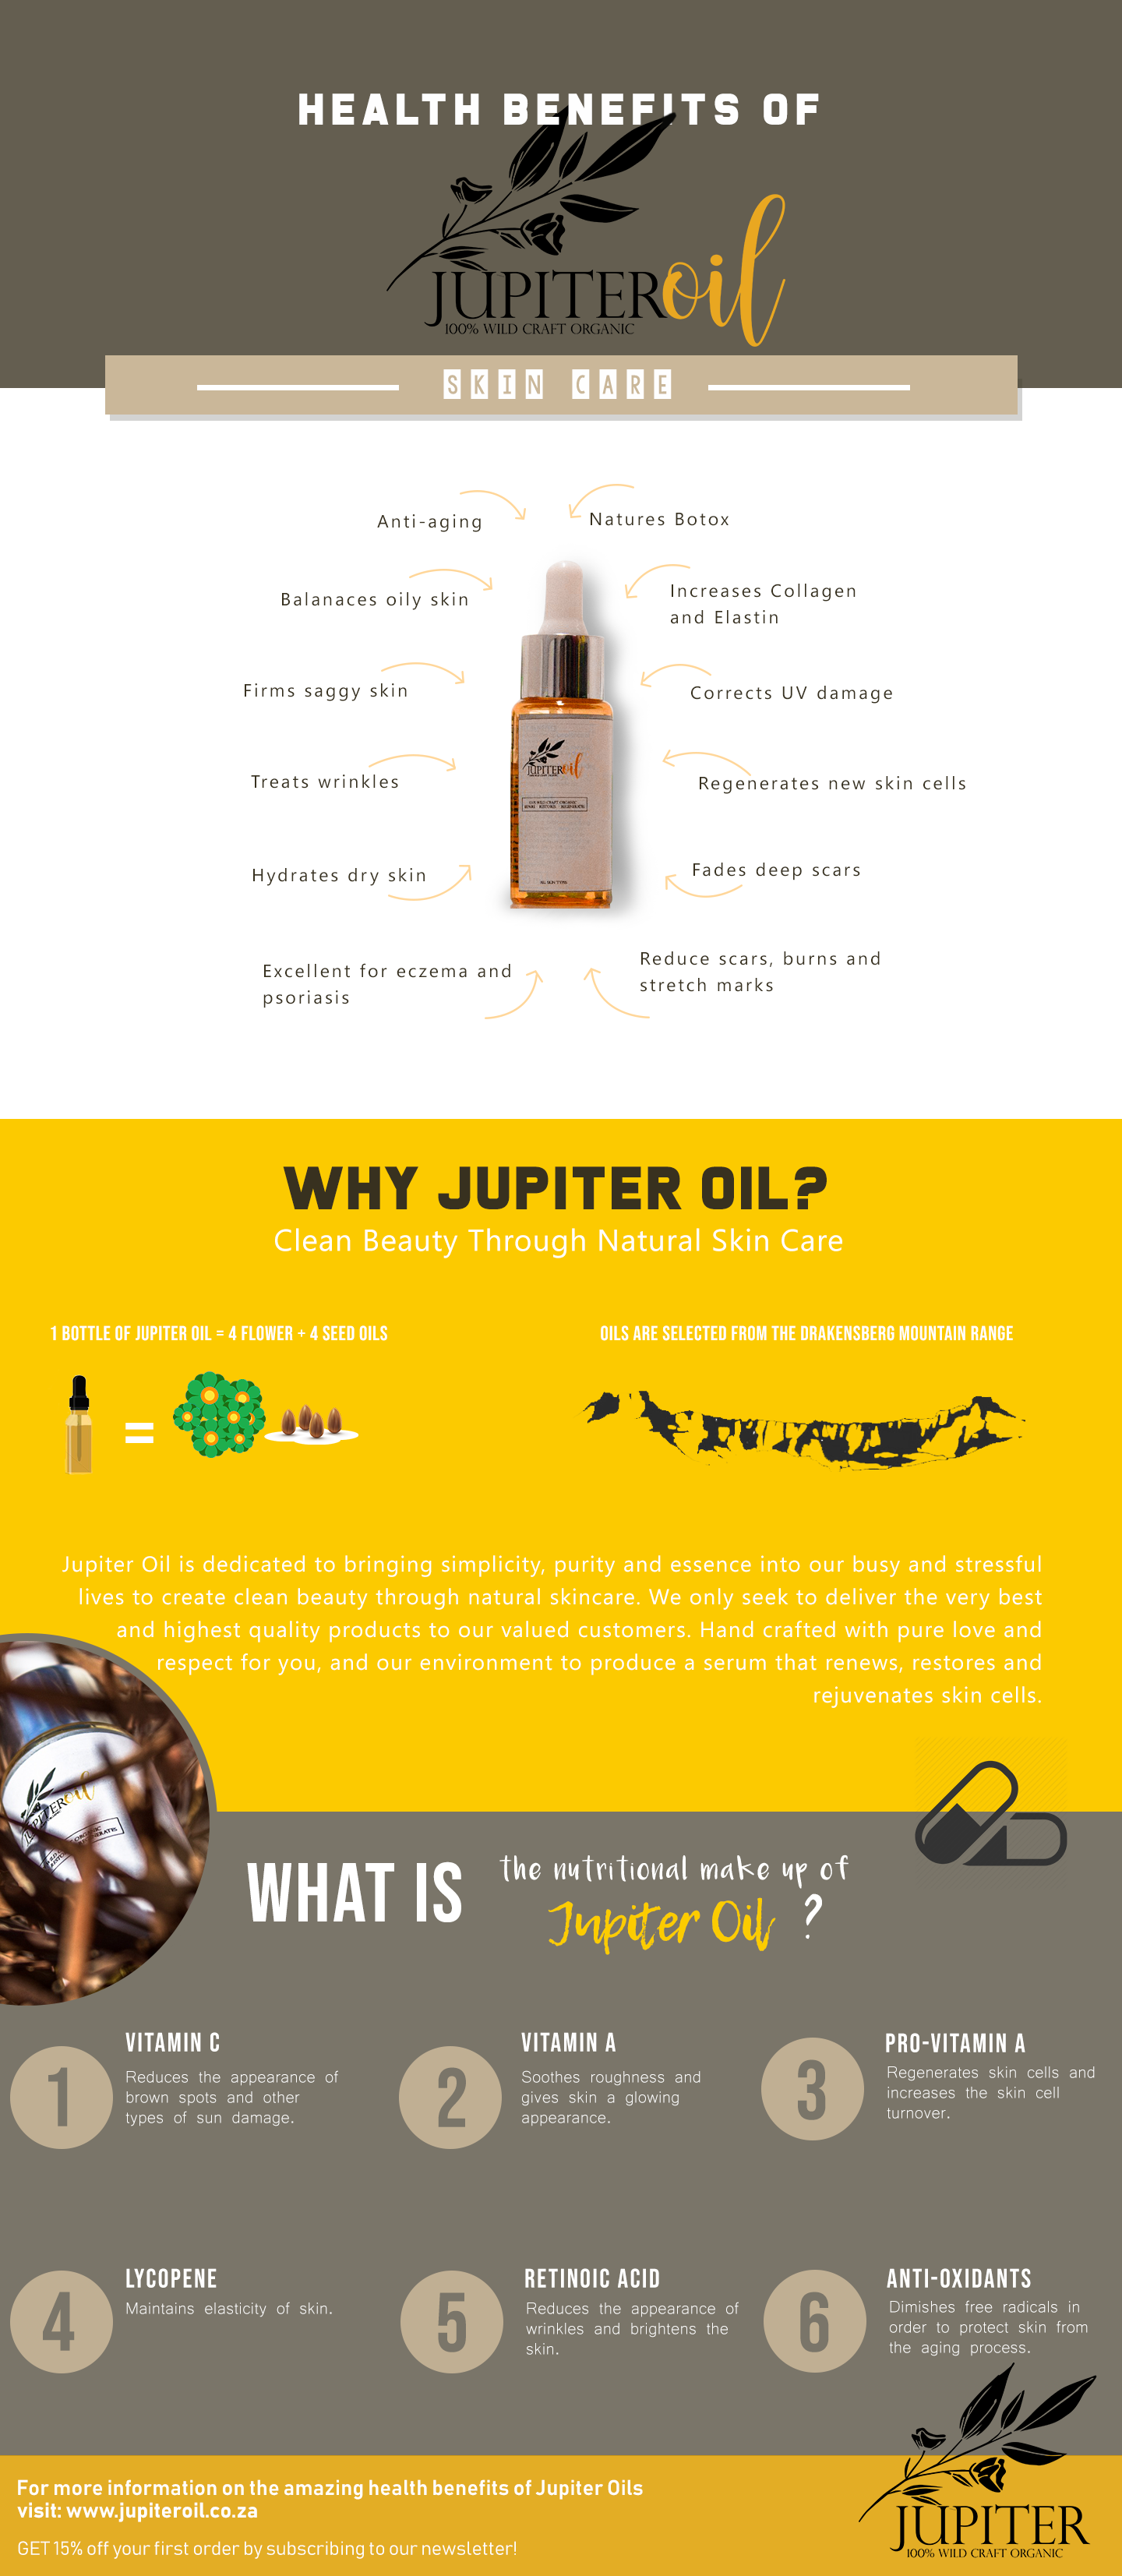 HEALTH BENEFITS OF
JUPITERoil
100% WILD CRAFT ORGANIC
SKIN CARE
Anti-aging
Natures Botox
Balanaces oily skin
Increases Collagen
and Elastin
Firms saggy skin
Corrects UV damage
Treats wrinkles
Regenerates new skin cells
Hydrates dry skin
Fades deep scars
Excellent for eczema and
psoriasis
Reduce scars, burns and
stretch marks
JUPITERoil
ALL SKIN TYPES
WHY JUPITER OIL?
Clean Beauty Through Natural Skin Care
1 BOTTLE OF JUPITER OIL = 4 FLOWER + 4 SEED OILS
OILS ARE SELECTED FROM THE DRAKENSBERG MOUNTAIN RANGE
=
Jupiter Oil is dedicated to bringing simplicity, purity and essence into our busy and stressful
lives to create clean beauty through natural skincare. We only seek to deliver the very best
and highest quality products to our valued customers. Hand crafted with pure love and
respect for you, and our environment to produce a serum that renews, restores and
rejuvenates skin cells.
JUPITERoil
WHAT IS
the nutritional make up of
Jupiter Oil ?
1
VITAMIN C
Reduces the appearance of
brown spots and other
types of sun damage.
2
VITAMIN A
Soothes roughness and
gives skin a glowing
appearance.
3
PRO-VITAMIN A
Regenerates skin cells and
increases the skin cell
turnover.
4
LYCOPENE
Maintains elasticity of skin.
5
RETINOIC ACID
Reduces the appearance of
wrinkles and brightens the
skin.
6
ANTI-OXIDANTS
Dimishes free radicals in
order to protect skin from
the aging process.
For more information on the amazing health benefits of Jupiter Oils
visit: www.jupiteroil.co.za
GET 15% off your first order by subscribing to our newsletter!
JUPITER
100% WILD CRAFT ORGANIC